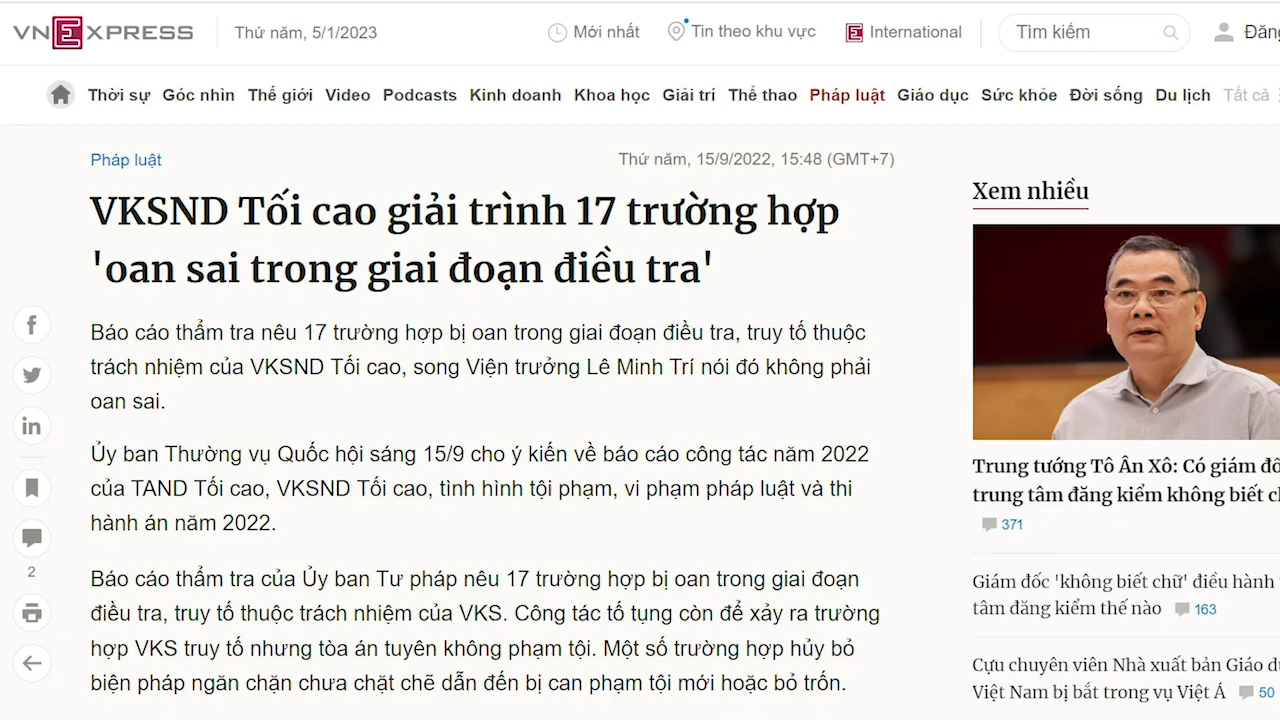 VNEXPRESS
Thứ năm, 5/1/2023
Mới nhất
Tin theo khu vực
International
Tìm kiếm
Thời sự Góc nhìn Thế giới Video Podcasts Kinh doanh Khoa học Giải trí Thể thao Pháp luật Giáo dục Sức khỏe Đời sống Du lịch Tất cả
Pháp luật
Thứ năm, 15/9/2022, 15:48 (GMT+7)
VKSND Tối cao giải trình 17 trường hợp
'oan sai trong giai đoạn điều tra'
Báo cáo thẩm tra nêu 17 trường hợp bị oan trong giai đoạn điều tra, truy tố thuộc
trách nhiệm của VKSND Tối cao, song Viện trưởng Lê Minh Trí nói đó không phải
oan sai.
Ủy ban Thường vụ Quốc hội sáng 15/9 cho ý kiến về báo cáo công tác năm 2022
của TAND Tối cao, VKSND Tối cao, tình hình tội phạm, vi phạm pháp luật và thi
hành án năm 2022.
Báo cáo thẩm tra của Ủy ban Tư pháp nêu 17 trường hợp bị oan trong giai đoạn
điều tra, truy tố thuộc trách nhiệm của VKS. Công tác tố tụng còn để xảy ra trường
hợp VKS truy tố nhưng tòa án tuyên không phạm tội. Một số trường hợp hủy bỏ
biện pháp ngăn chặn chưa chặt chẽ dẫn đến bị can phạm tội mới hoặc bỏ trốn.
2
Xem nhiều
Trung tướng Tô Ân Xô: Có giám
trung tâm đăng kiểm không biết
371
Giám đốc 'không biết chữ' điều hành
tâm đăng kiểm thế nào 163
Cựu chuyên viên Nhà xuất bản Giáo
Việt Nam bị bắt trong vụ Việt Á 50